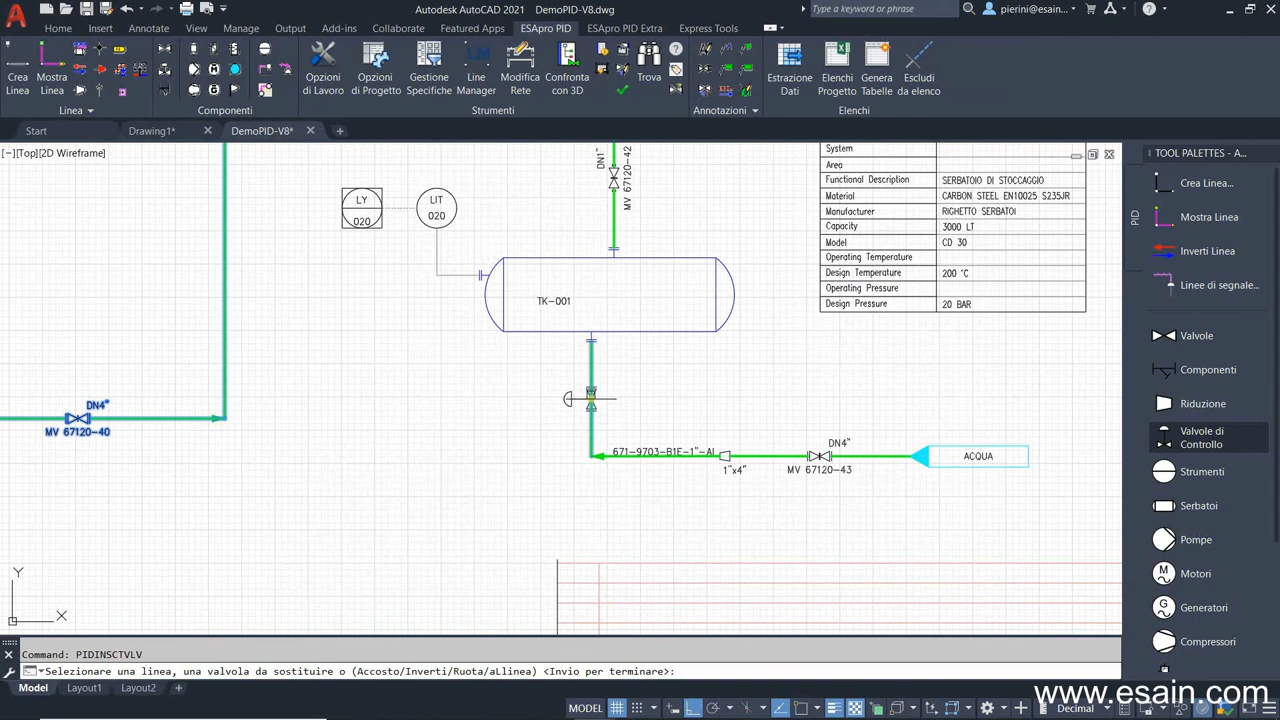 Autodesk AutoCAD 2021 DemoPID-V8.dwg
Type a keyword or phrase
pierini@esain...
Home Insert Annotate View Manage Output Add-ins Collaborate Featured Apps ESApro PID ESApro PID Extra Express Tools
Crea Linea
Mostra Linea
Opzioni di Lavoro
Opzioni di Progetto
Gestione Specifiche
LM
Line Manager
Modifica Rete
Confronta con 3D
Trova
Estrazione Dati
Elenchi Progetto
Genera Tabelle
Escludi da elenco
Linea
Componenti
Strumenti
Annotazioni
Elenchi
Start
Drawing1*
DemoPID-V8*
[−][Top][2D Wireframe]
TOOL PALETTES - A...
PID
Crea Linea...
Mostra Linea
Inverti Linea
Linee di segnale...
Valvole
Componenti
Riduzione
Valvole di Controllo
Strumenti
Serbatoi
Pompe
M Motori
G Generatori
Compressori
System
Area
Functional Description SERBATOIO DI STOCCAGGIO
Material CARBON STEEL EN10025 S235JR
Manufacturer RIGHETTO SERBATOI
Capacity 3000 LT
Model CD 30
Operating Temperature
Design Temperature 200 °C
Operating Pressure
Design Pressure 20 BAR
DN1"
MV 67120-42
LY
020
LIT
020
TK-001
DN4"
MV 67120-40
671-9703-B1E-1"-AI
1"x4"
DN4"
MV 67120-43
ACQUA
Y
X
Command: PIDINSCTVLV
Selezionare una linea, una valvola da sostituire o (Accosto/Inverti/Ruota/aLlinea) <Invio per terminare>:
Model Layout1 Layout2
MODEL
Decimal
www.esain.com